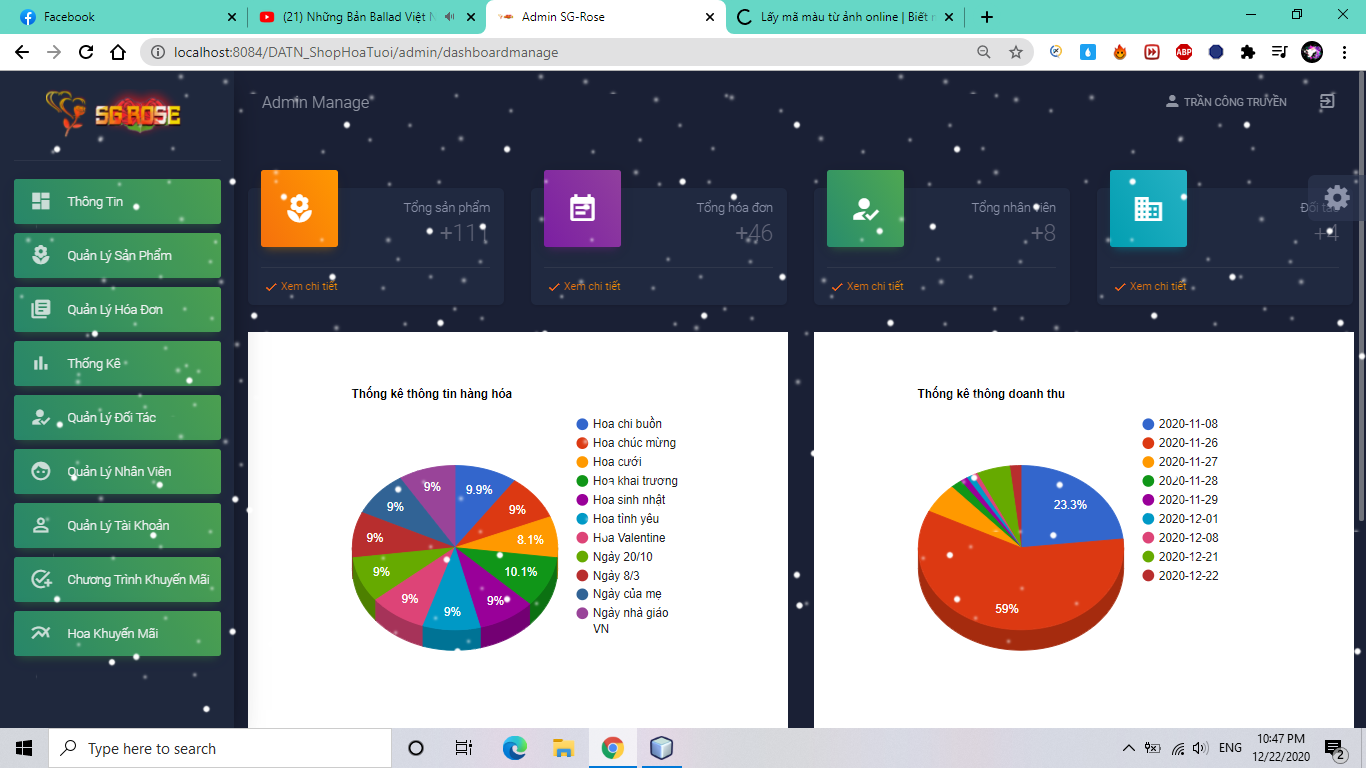 Facebook
(21) Những Bản Ballad Việt N
Admin SG-Rose
Lấy mã màu từ ảnh online | Biết
localhost:8084/DATN_ShopHoaTuoi/admin/dashboardmanage
ABP
SG ROSE
Admin Manage
TRẦN CÔNG TRUYỀN
Thông Tin
Quản Lý Sản Phẩm
Quản Lý Hóa Đơn
Thống Kê
Quản Lý Đối Tác
Quản Lý Nhân Viên
Quản Lý Tài Khoản
Chương Trình Khuyến Mãi
Hoa Khuyến Mãi
Tổng sản phẩm
+111
Xem chi tiết
Tổng hóa đơn
+46
Xem chi tiết
Tổng nhân viên
+8
Xem chi tiết
Đối tác
+4
Xem chi tiết
Thống kê thông tin hàng hóa
Hoa chi buồn
Hoa chúc mừng
Hoa cưới
Hoa khai trương
Hoa sinh nhật
Hoa tình yêu
Hoa Valentine
Ngày 20/10
Ngày 8/3
Ngày của mẹ
Ngày nhà giáo
VN
9.9%
9%
8.1%
10.1%
9%
9%
9%
9%
9%
9%
9%
Thống kê thông doanh thu
2020-11-08
2020-11-26
2020-11-27
2020-11-28
2020-11-29
2020-12-01
2020-12-08
2020-12-21
2020-12-22
23.3%
59%
Type here to search
ENG
10:47 PM
12/22/2020
2